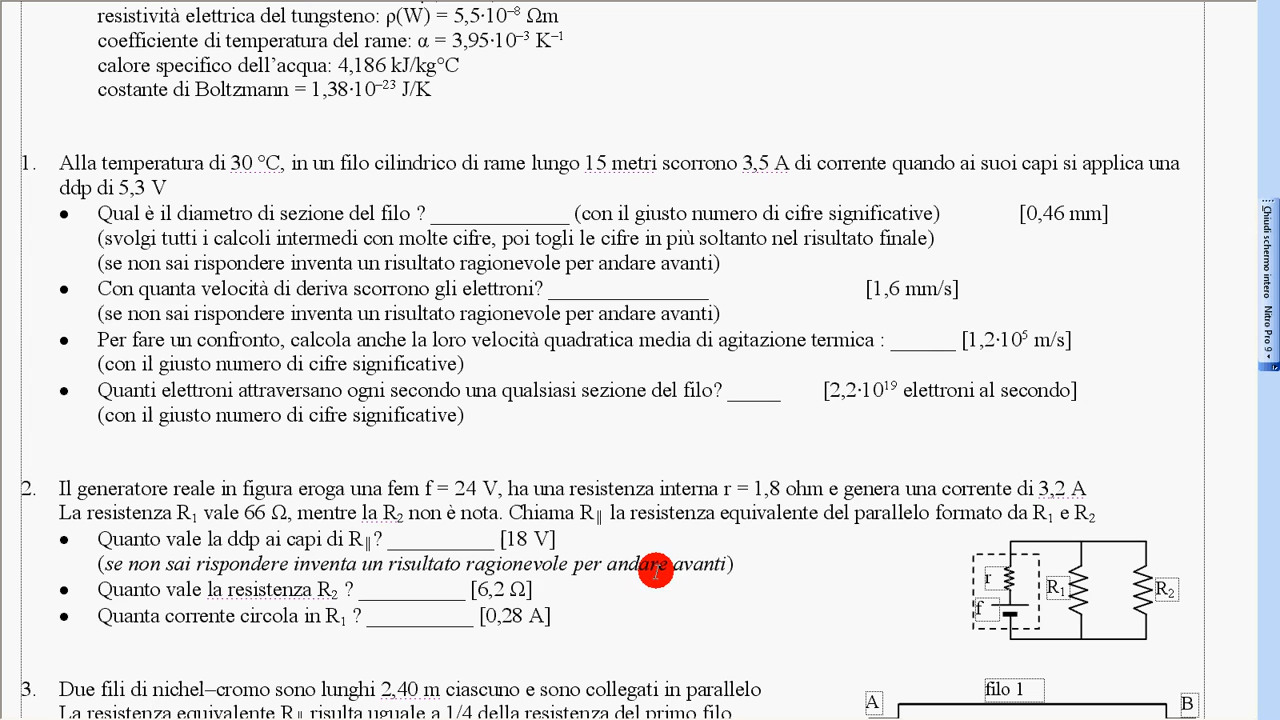 resistività elettrica del tungsteno: ρ(W) = 5,5·10⁻⁸ Ωm
coefficiente di temperatura del rame: α = 3,95·10⁻³ K⁻¹
calore specifico dell’acqua: 4,186 kJ/kg°C
costante di Boltzmann = 1,38·10⁻²³ J/K
1. Alla temperatura di 30 °C, in un filo cilindrico di rame lungo 15 metri scorrono 3,5 A di corrente quando ai suoi capi si applica una
ddp di 5,3 V
● Qual è il diametro di sezione del filo ? _____________ (con il giusto numero di cifre significative) [0,46 mm]
(svolgi tutti i calcoli intermedi con molte cifre, poi togli le cifre in più soltanto nel risultato finale)
(se non sai rispondere inventa un risultato ragionevole per andare avanti)
● Con quanta velocità di deriva scorrono gli elettroni? _______________ [1,6 mm/s]
(se non sai rispondere inventa un risultato ragionevole per andare avanti)
● Per fare un confronto, calcola anche la loro velocità quadratica media di agitazione termica : ______ [1,2·10⁵ m/s]
(con il giusto numero di cifre significative)
● Quanti elettroni attraversano ogni secondo una qualsiasi sezione del filo? _____ [2,2·10¹⁹ elettroni al secondo]
(con il giusto numero di cifre significative)
2. Il generatore reale in figura eroga una fem f = 24 V, ha una resistenza interna r = 1,8 ohm e genera una corrente di 3,2 A
La resistenza R₁ vale 66 Ω, mentre la R₂ non è nota. Chiama R∥ la resistenza equivalente del parallelo formato da R₁ e R₂
● Quanto vale la ddp ai capi di R∥? __________ [18 V]
(se non sai rispondere inventa un risultato ragionevole per andare avanti)
● Quanto vale la resistenza R₂ ? __________ [6,2 Ω]
● Quanta corrente circola in R₁ ? __________ [0,28 A]
r
f
R₁
R₂
3. Due fili di nichel–cromo sono lunghi 2,40 m ciascuno e sono collegati in parallelo
La resistenza equivalente R∥ risulta uguale a 1/4 della resistenza del primo filo
filo 1
A
B
Chiudi schermo intero Nitro Pro 9